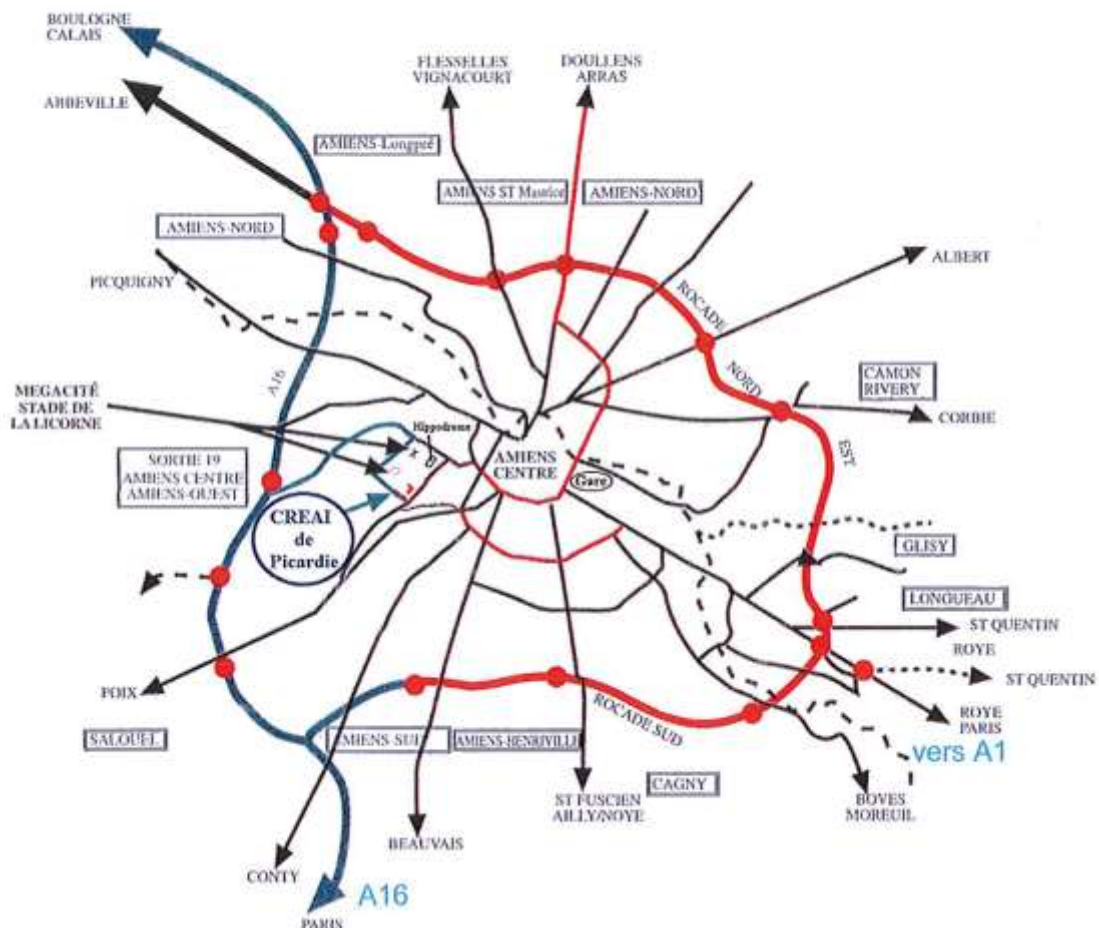 BOULOGNE
CALAIS
FLESSELLES
VIGNACOURT
DOULLENS
ARRAS
ABBEVILLE
AMIENS-Longpré
AMIENS ST Maurice
AMIENS-NORD
AMIENS-NORD
ALBERT
PICQUIGNY
ROCADE
NORD
EST
CAMON
RIVERY
CORBIE
A16
MEGACITÉ
STADE DE
LA LICORNE
Hippodrome
AMIENS
CENTRE
Gare
SORTIE 19
AMIENS CENTRE
AMIENS-OUEST
CREAI
de
Picardie
GLISY
LONGUEAU
ST QUENTIN
ROYE
ST QUENTIN
POIX
ROYE
PARIS
vers A1
ROCADE SUD
SALOUEL
AMIENS-SUD
AMIENS-HENRIVILLE
CAGNY
ST FUSCIEN
AILLY/NOYE
BOVES
MOREUIL
BEAUVAIS
CONTY
A16
PARIS